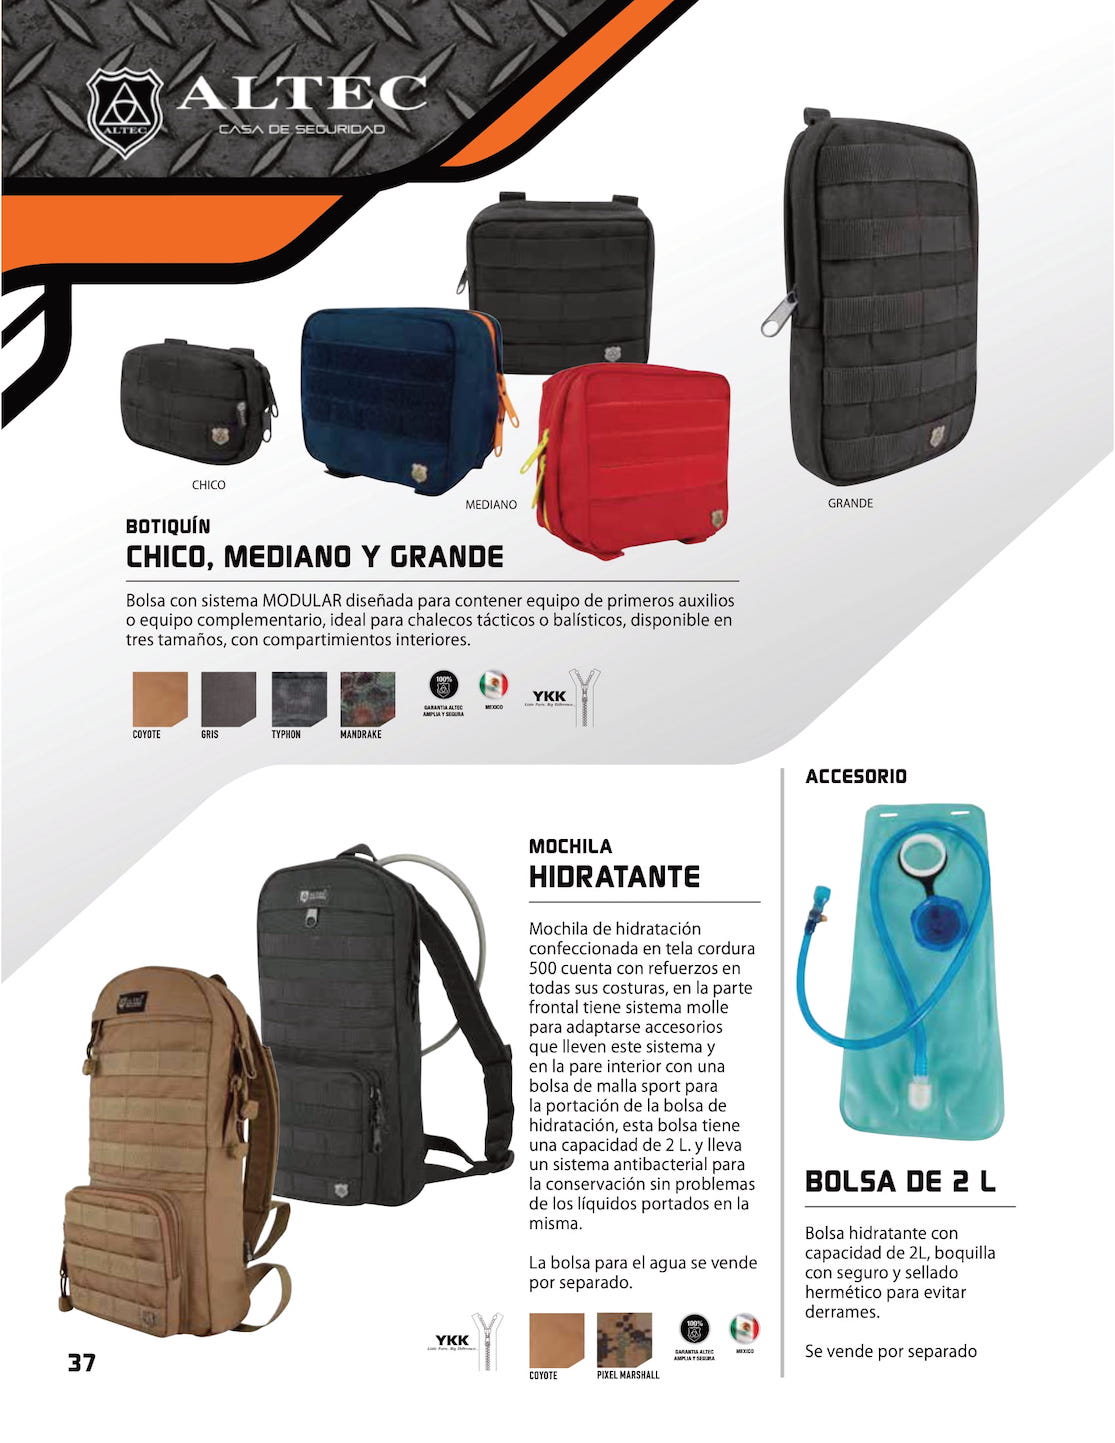 ALTEC
CASA DE SEGURIDAD
ALTEC
CHICO
MEDIANO
GRANDE
BOTIQUÍN
CHICO, MEDIANO Y GRANDE
Bolsa con sistema MODULAR diseñada para contener equipo de primeros auxilios
o equipo complementario, ideal para chalecos tácticos o balísticos, disponible en
tres tamaños, con compartimientos interiores.
COYOTE
GRIS
TYPHON
MANDRAKE
100%
GARANTIA ALTEC
AMPLIA Y SEGURA
MEXICO
YKK
Little Parts. Big Difference.
MOCHILA
HIDRATANTE
Mochila de hidratación
confeccionada en tela cordura
500 cuenta con refuerzos en
todas sus costuras, en la parte
frontal tiene sistema molle
para adaptarse accesorios
que lleven este sistema y
en la pare interior con una
bolsa de malla sport para
la portación de la bolsa de
hidratación, esta bolsa tiene
una capacidad de 2 L. y lleva
un sistema antibacterial para
la conservación sin problemas
de los líquidos portados en la
misma.
La bolsa para el agua se vende
por separado.
ALTEC
ALTEC
YKK
Little Parts. Big Difference.
COYOTE
PIXEL MARSHALL
100%
GARANTIA ALTEC
AMPLIA Y SEGURA
MEXICO
ACCESORIO
BOLSA DE 2 L
Bolsa hidratante con
capacidad de 2L, boquilla
con seguro y sellado
hermético para evitar
derrames.
Se vende por separado
37